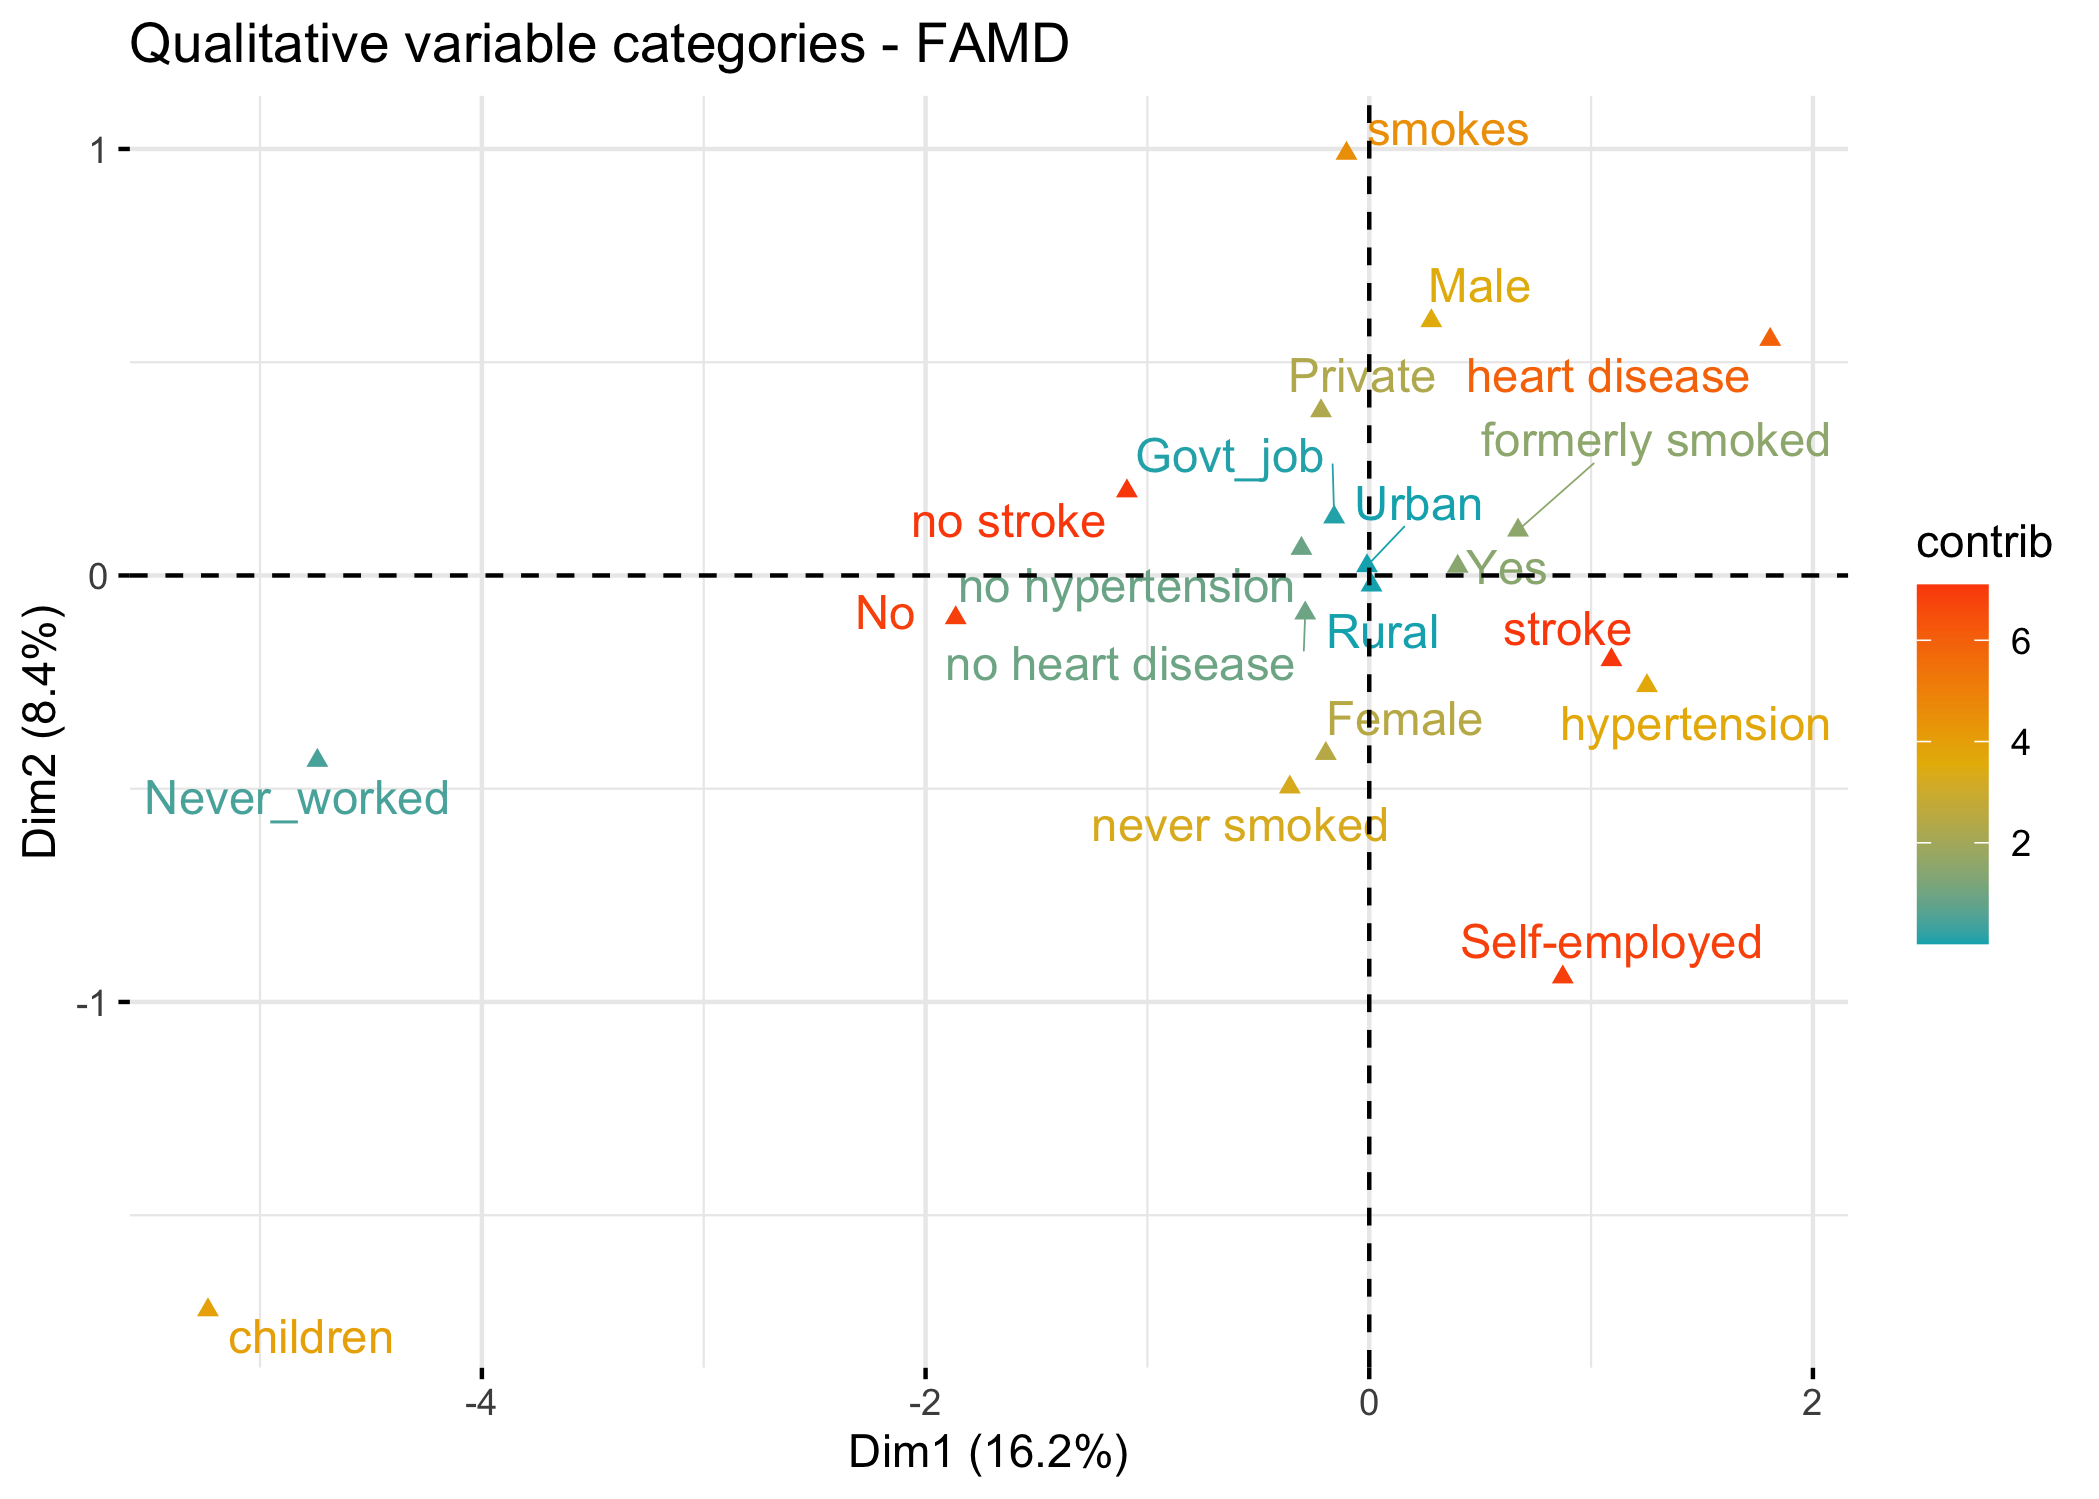 Qualitative variable categories - FAMD
smokes
Male
Private
heart disease
formerly smoked
Govt_job
Urban
no stroke
Yes
no hypertension
No
stroke
Rural
no heart disease
Female
hypertension
Never_worked
never smoked
Self-employed
children
1
0
-1
Dim2 (8.4%)
-4
-2
0
2
Dim1 (16.2%)
contrib
6
4
2